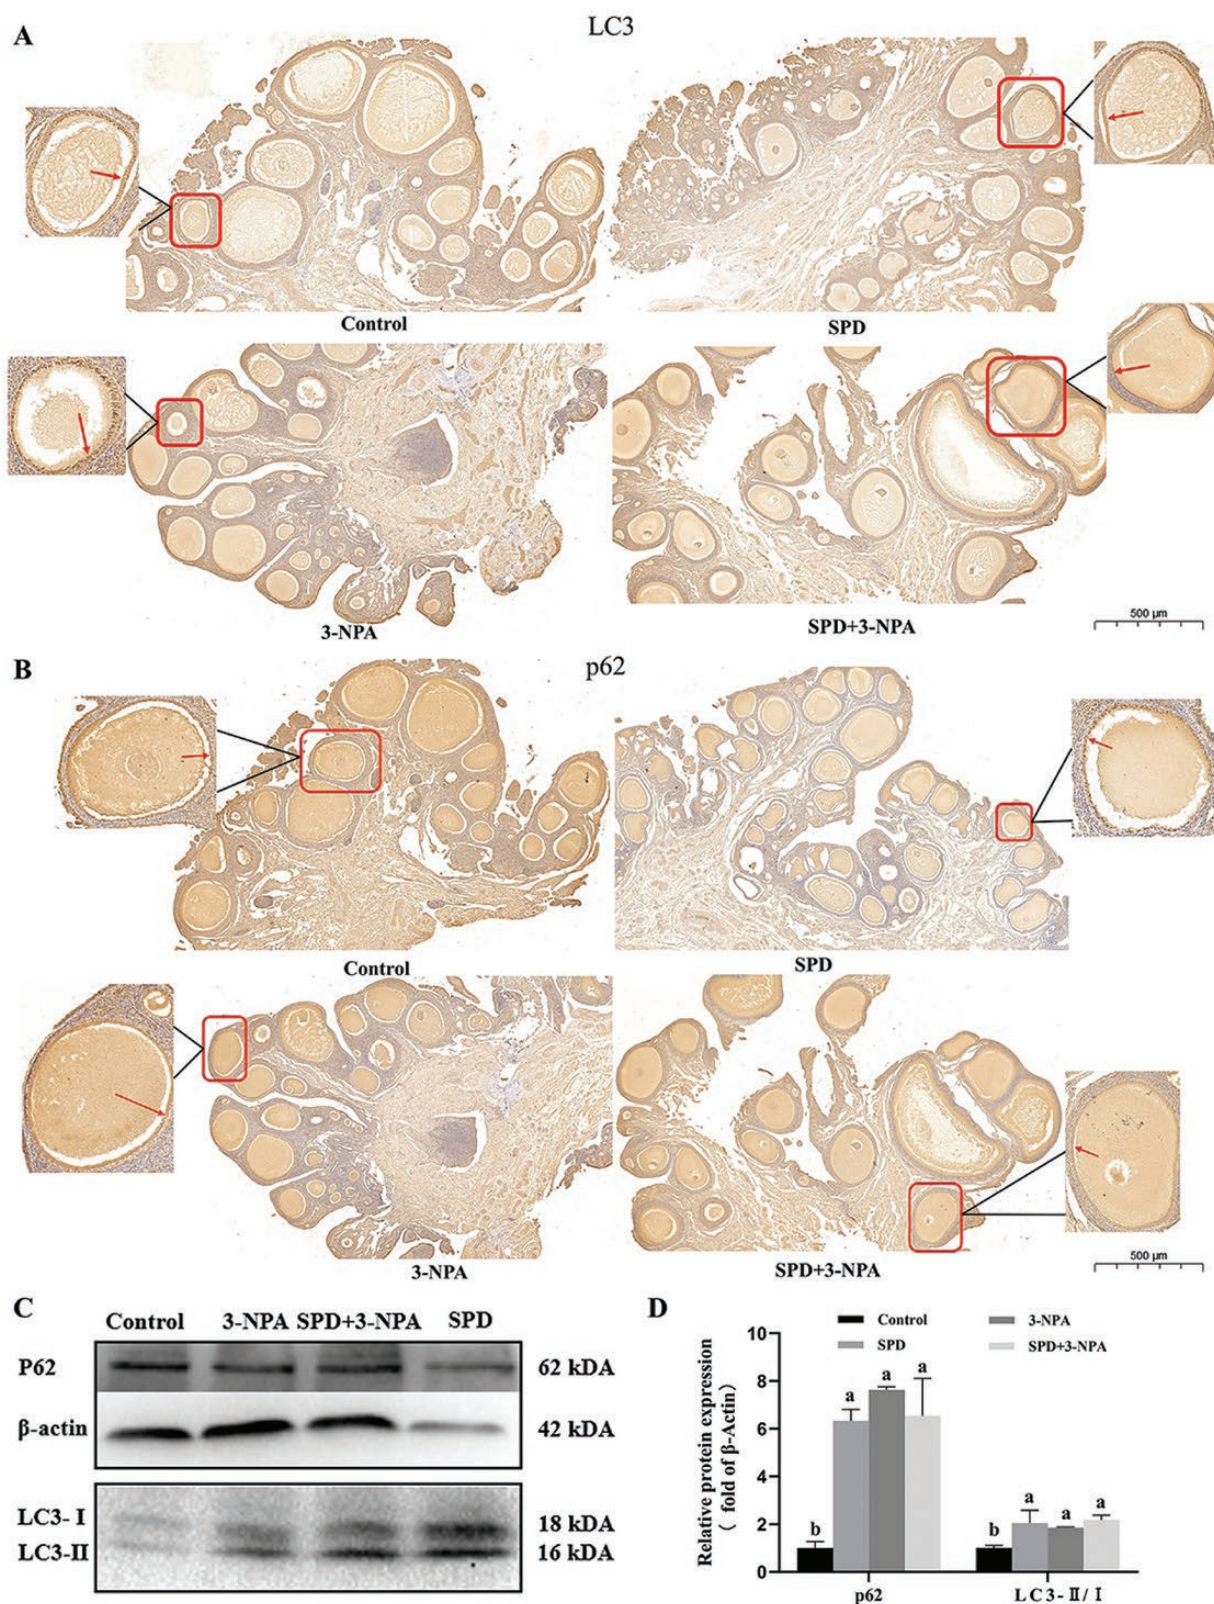 A
LC3
Control
SPD
3-NPA
SPD+3-NPA
500 μm
B
p62
Control
SPD
3-NPA
SPD+3-NPA
500 μm
C
Control 3-NPA SPD+3-NPA SPD
P62 62 kDA
β-actin 42 kDA
LC3- I 18 kDA
LC3-II 16 kDA
D
Control
3-NPA
SPD
SPD+3-NPA
Relative protein expression
( fold of β-Actin)
10
8
6
4
2
0
b a a a
b a a a
p62
LC3-Ⅱ/Ⅰ